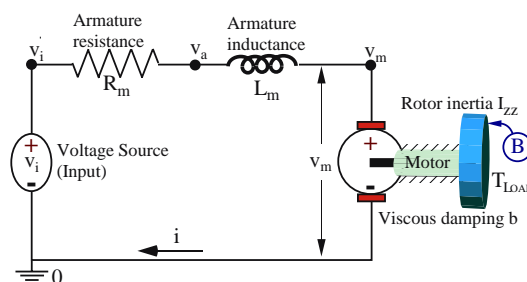 Armature
resistance
Armature
inductance
v_i
R_m
v_a
L_m
v_m
Rotor inertia I_ZZ
+
v_i
-
Voltage Source
(Input)
v_m
+
-
Motor
B
T_LOAD
Viscous damping b
i
0